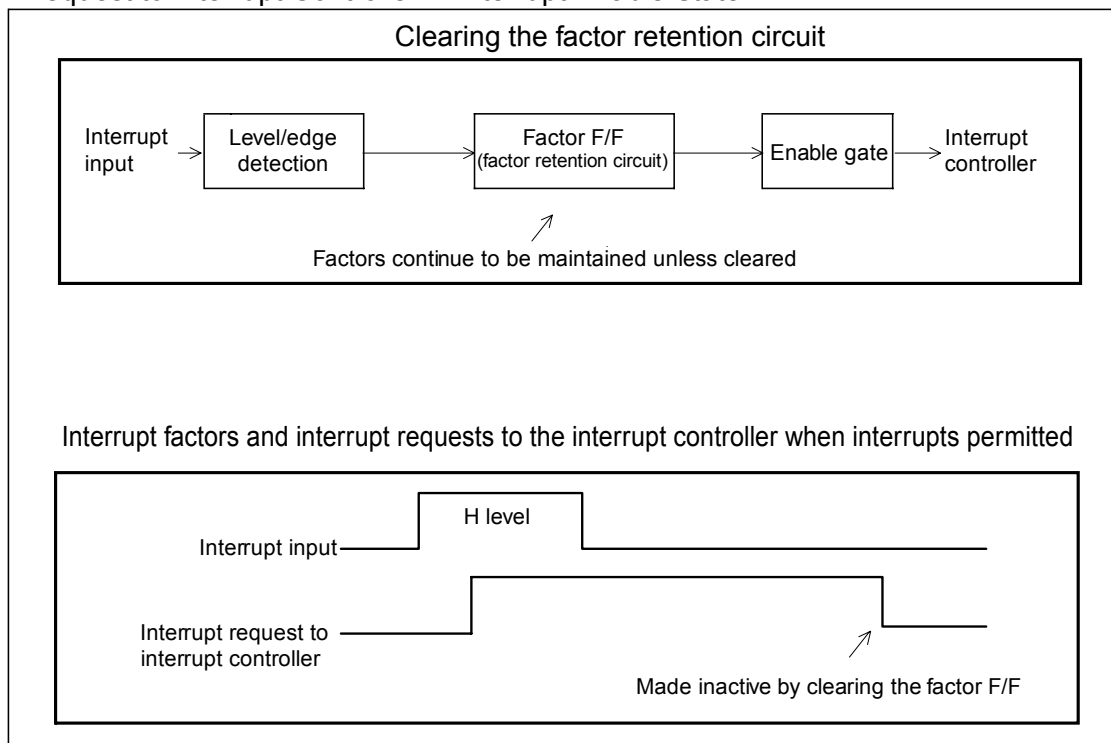 Clearing the factor retention circuit
Interrupt
input
Level/edge
detection
Factor F/F
(factor retention circuit)
Enable gate
Interrupt
controller
Factors continue to be maintained unless cleared
Interrupt factors and interrupt requests to the interrupt controller when interrupts permitted
H level
Interrupt input
Interrupt request to
interrupt controller
Made inactive by clearing the factor F/F